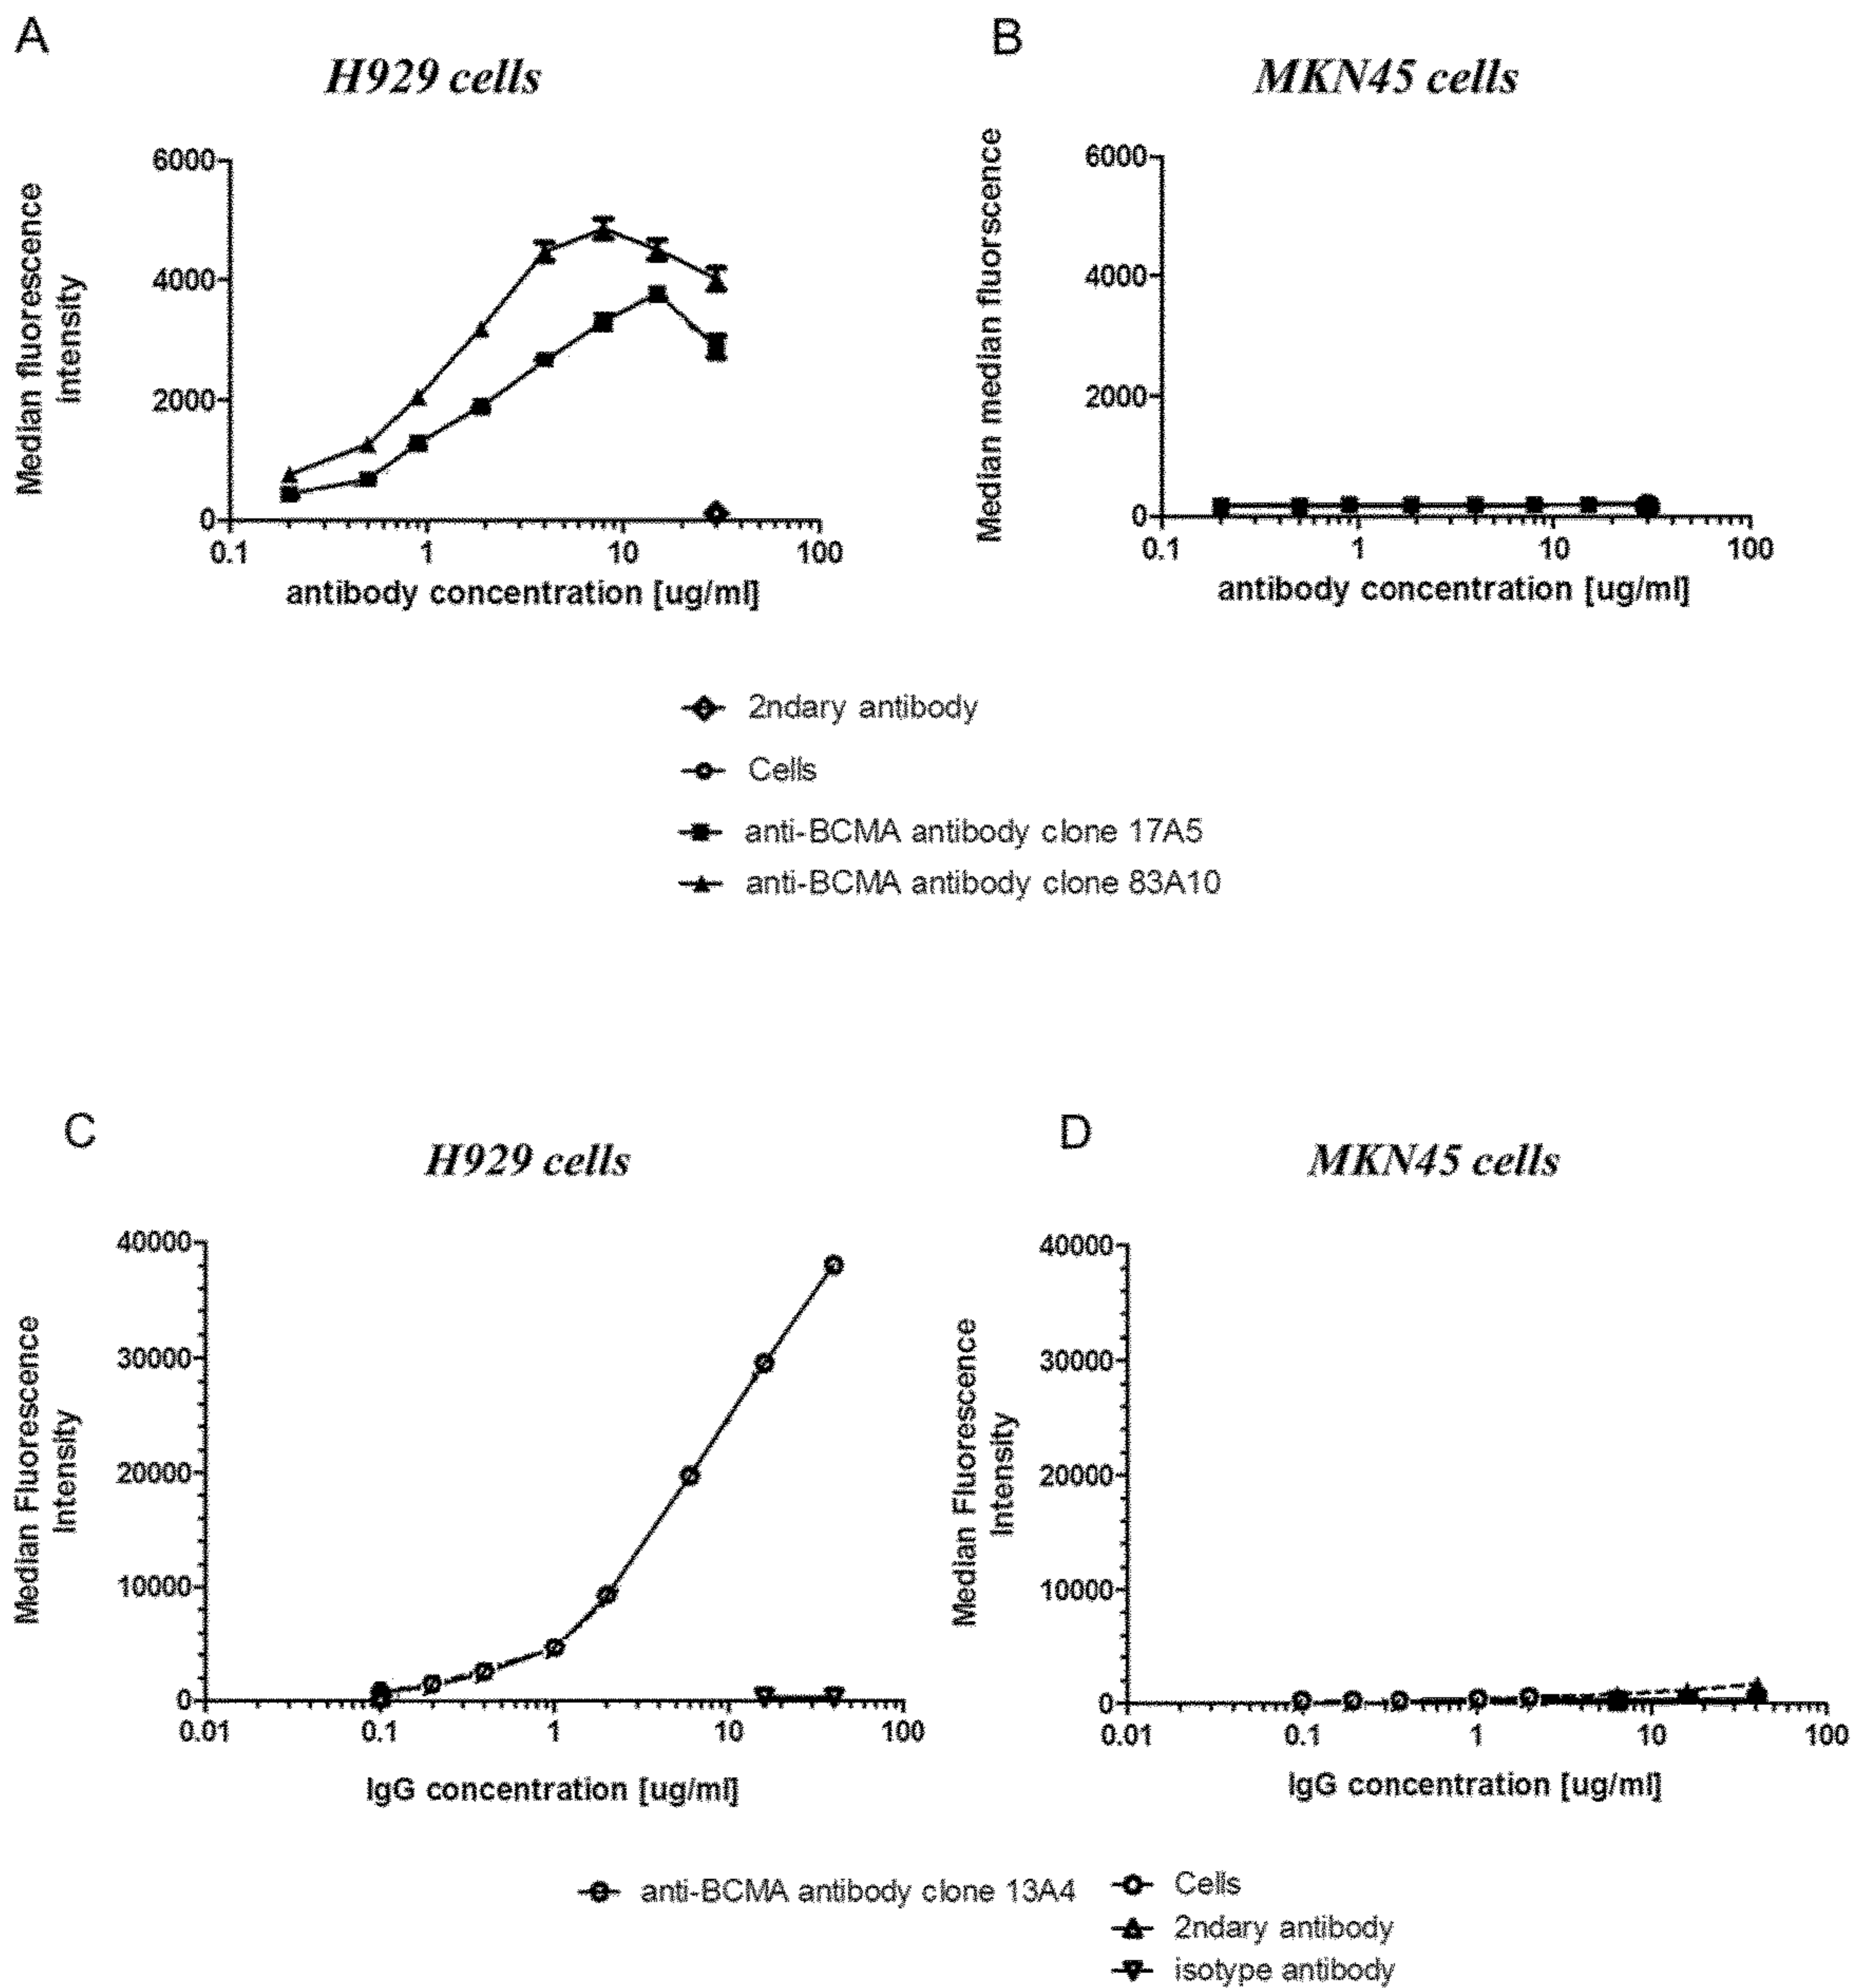 A
H929 cells
Median fluorescence
intensity
6000
4000
2000
0
0.1
1
10
100
antibody concentration [ug/ml]
B
MKN45 cells
Median median fluorscence
6000
4000
2000
0
0.1
1
10
100
antibody concentration [ug/ml]
2ndary antibody
Cells
anti-BCMA antibody clone 17A5
anti-BCMA antibody clone 83A10
C
H929 cells
Median Fluorescence
Intensity
40000
30000
20000
10000
0
0.01
0.1
1
10
100
IgG concentration [ug/ml]
D
MKN45 cells
Median Fluorescence
Intensity
40000
30000
20000
10000
0
0.01
0.1
1
10
100
IgG concentration [ug/ml]
anti-BCMA antibody clone 13A4
Cells
2ndary antibody
isotype antibody